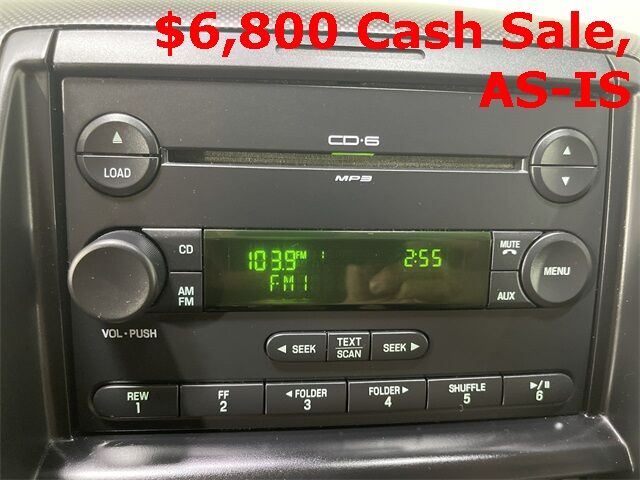 $6,800 Cash Sale,
AS-IS
CD·6
LOAD
MP3
CD
103.9 FM 2:55
FM1
MUTE
MENU
AM
FM
AUX
VOL • PUSH
◄ SEEK
TEXT
SCAN
SEEK ►
REW
1
FF
2
◄ FOLDER
3
FOLDER ►
4
SHUFFLE
5
►/II
6